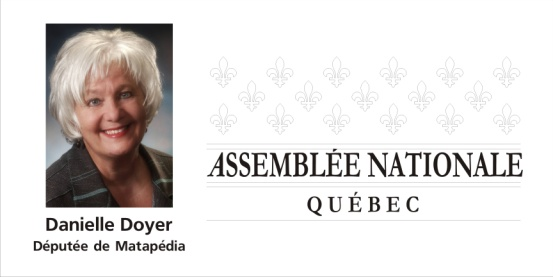 Danielle Doyer
Députée de Matapédia
ASSEMBLÉE NATIONALE
QUÉBEC